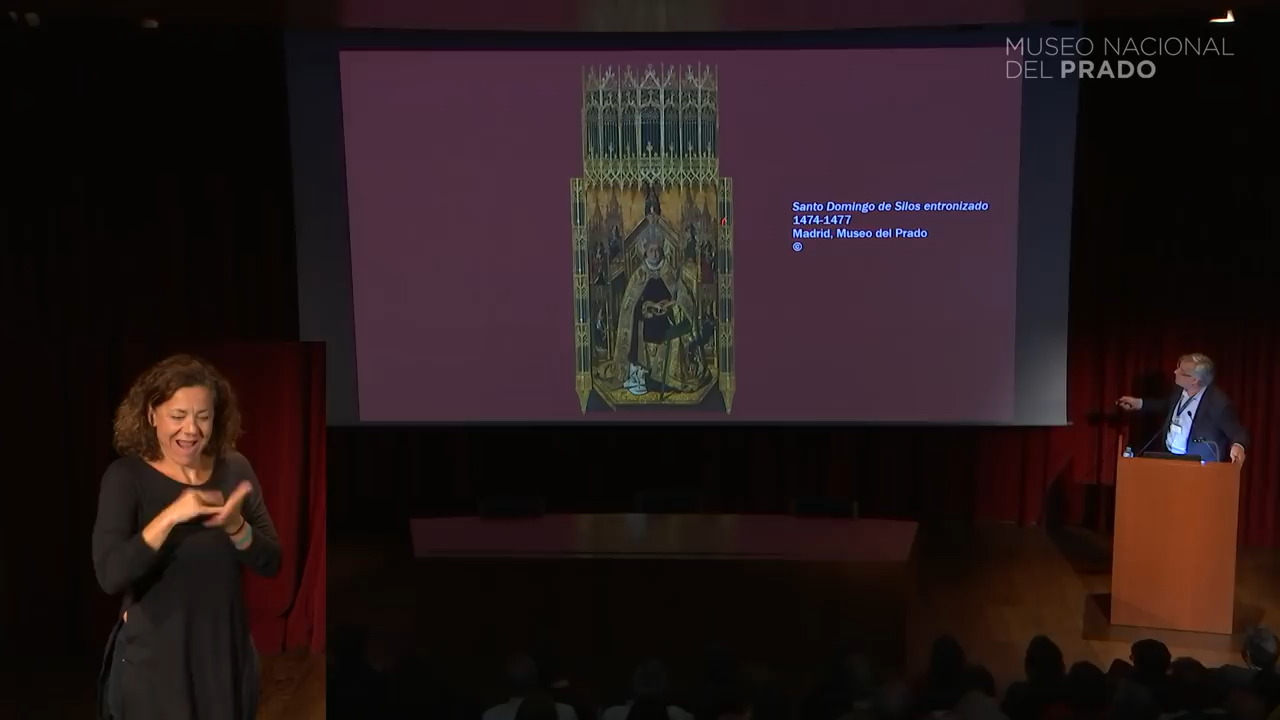 MUSEO NACIONAL
DEL PRADO
Santo Domingo de Silos entronizado
1474-1477
Madrid, Museo del Prado
©